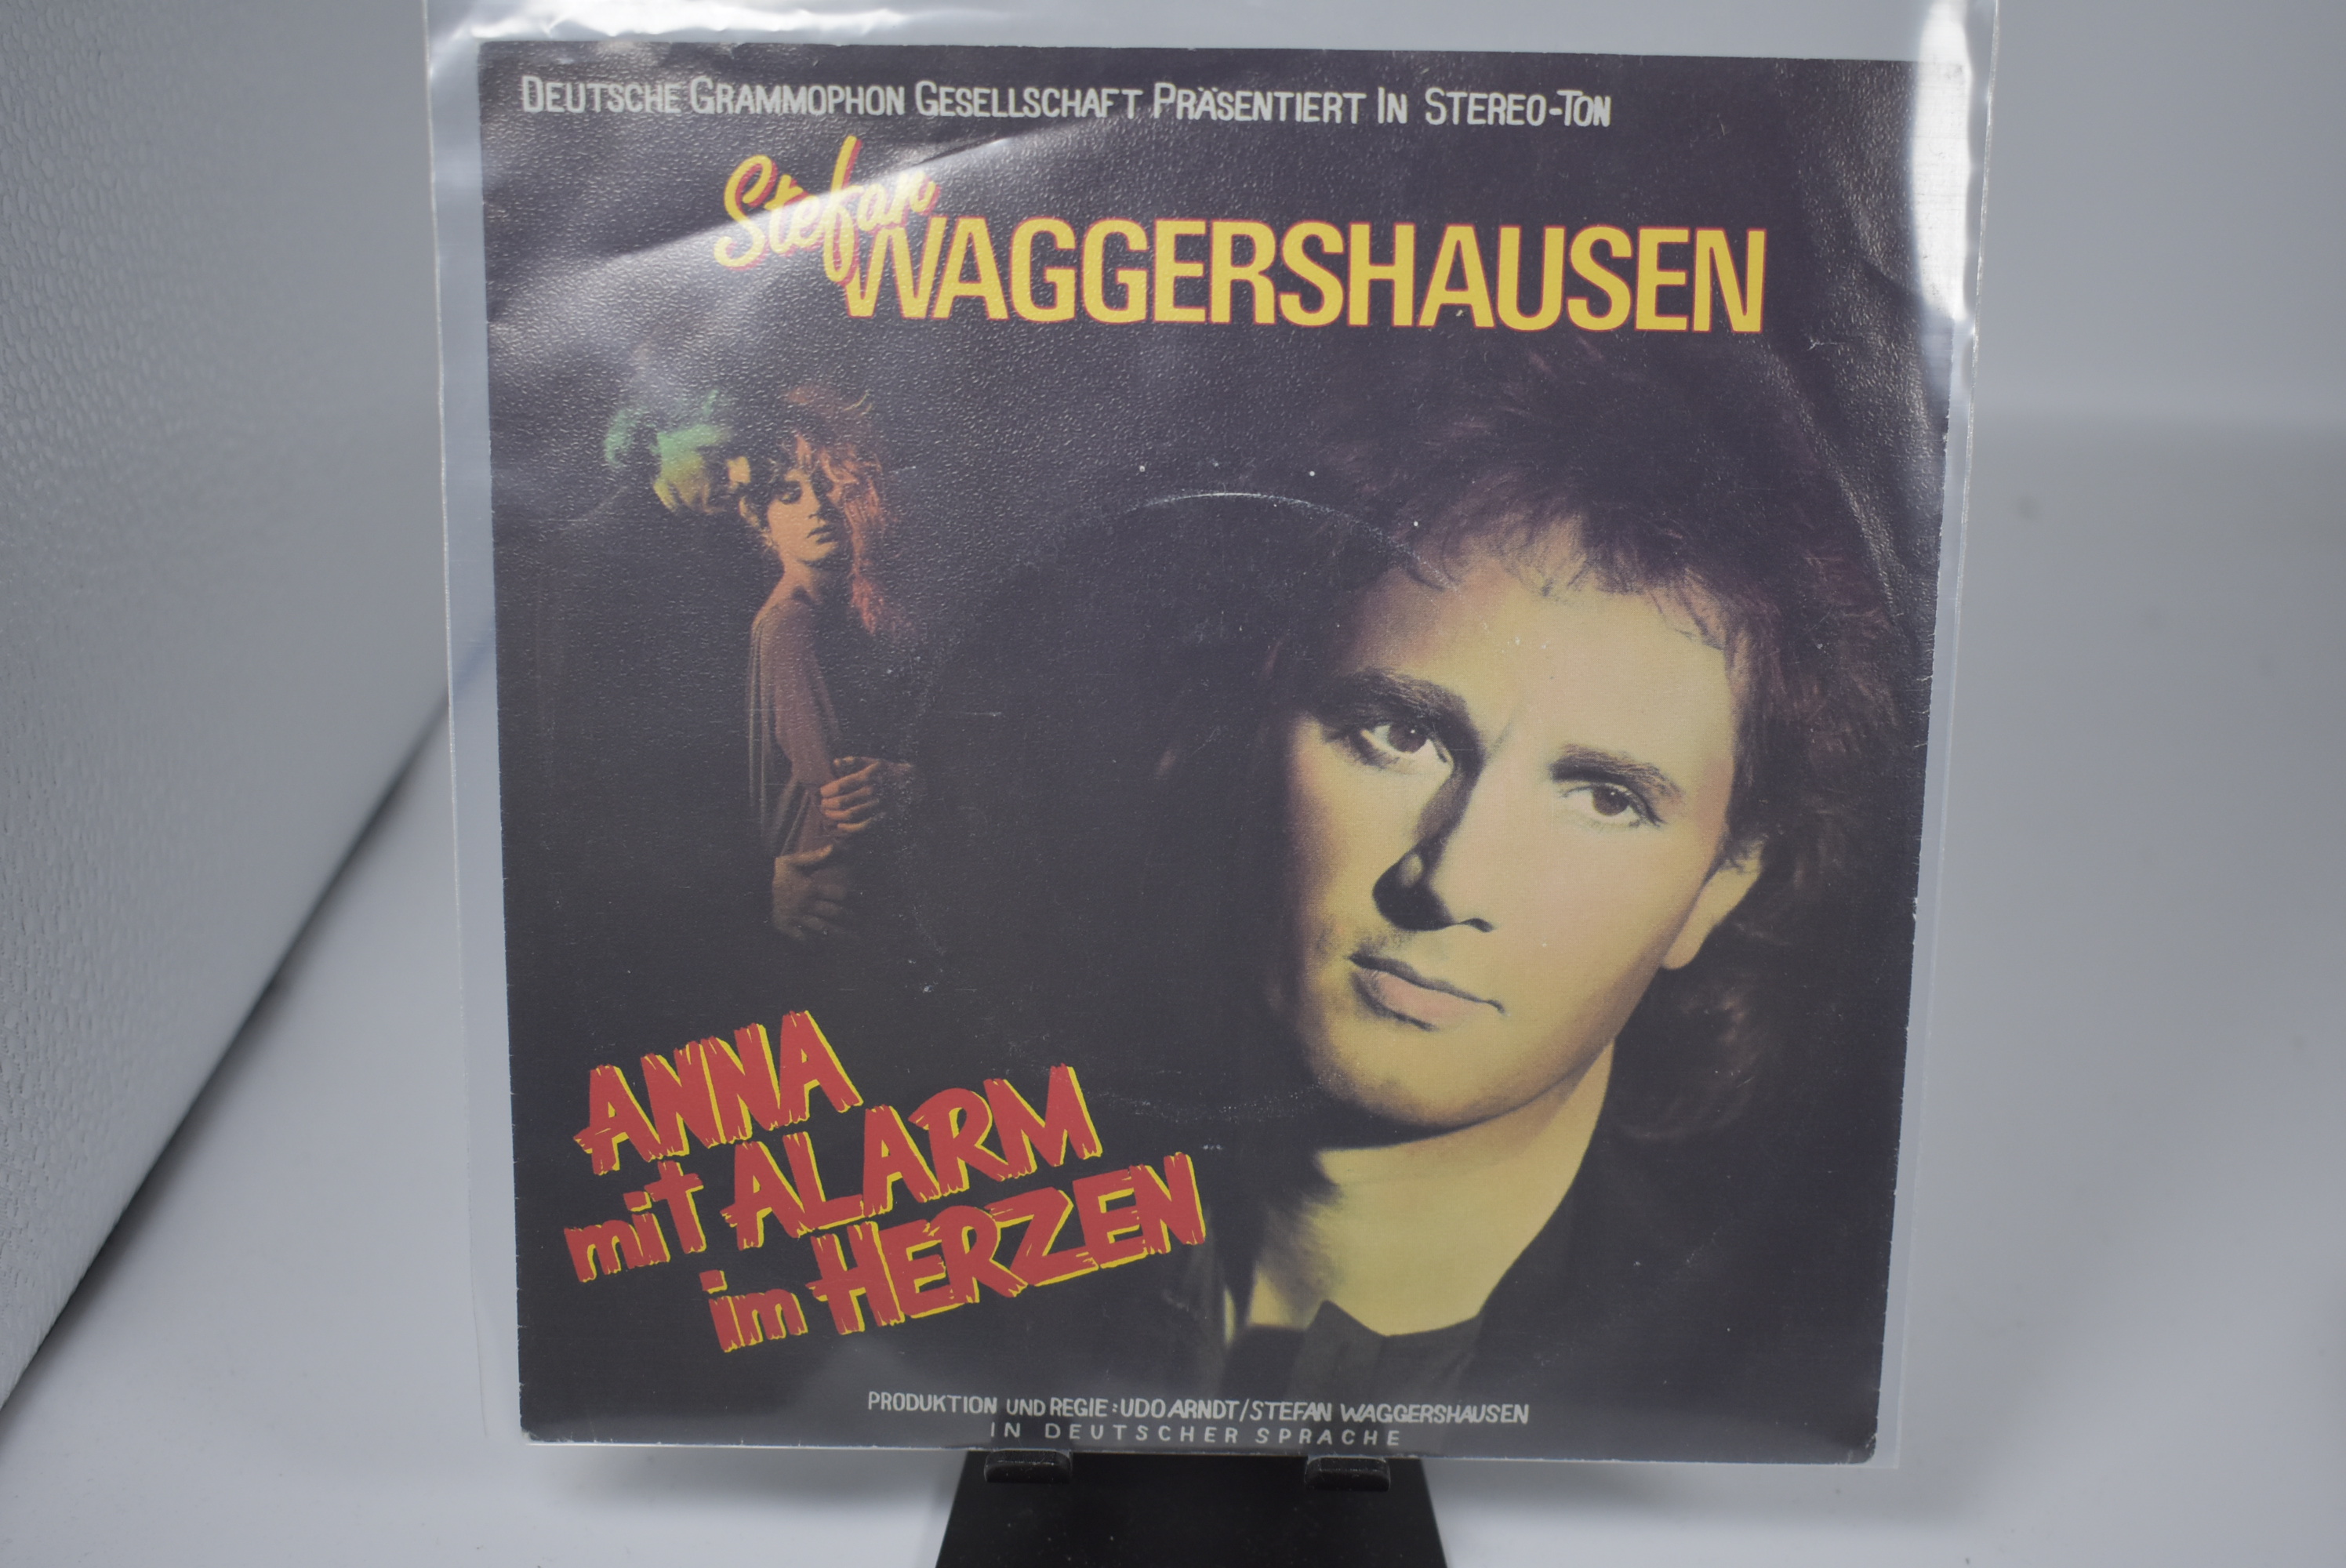 DEUTSCHE GRAMMOPHON GESELLSCHAFT PRÄSENTIERT IN STEREO-TON
Stefan
WAGGERSHAUSEN
ANNA
mit ALARM
im HERZEN
PRODUKTION UND REGIE: UDO ARNDT/STEFAN WAGGERSHAUSEN
IN DEUTSCHER SPRACHE